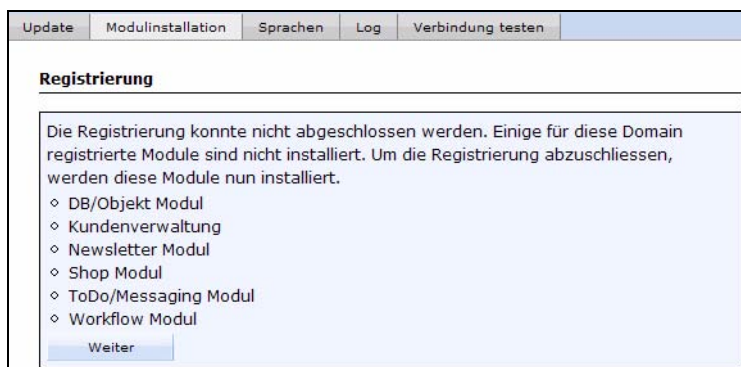 Update Modulinstallation Sprachen Log Verbindung testen
Registrierung
Die Registrierung konnte nicht abgeschlossen werden. Einige für diese Domain
registrierte Module sind nicht installiert. Um die Registrierung abzuschliessen,
werden diese Module nun installiert.
DB/Objekt Modul
Kundenverwaltung
Newsletter Modul
Shop Modul
ToDo/Messaging Modul
Workflow Modul
Weiter